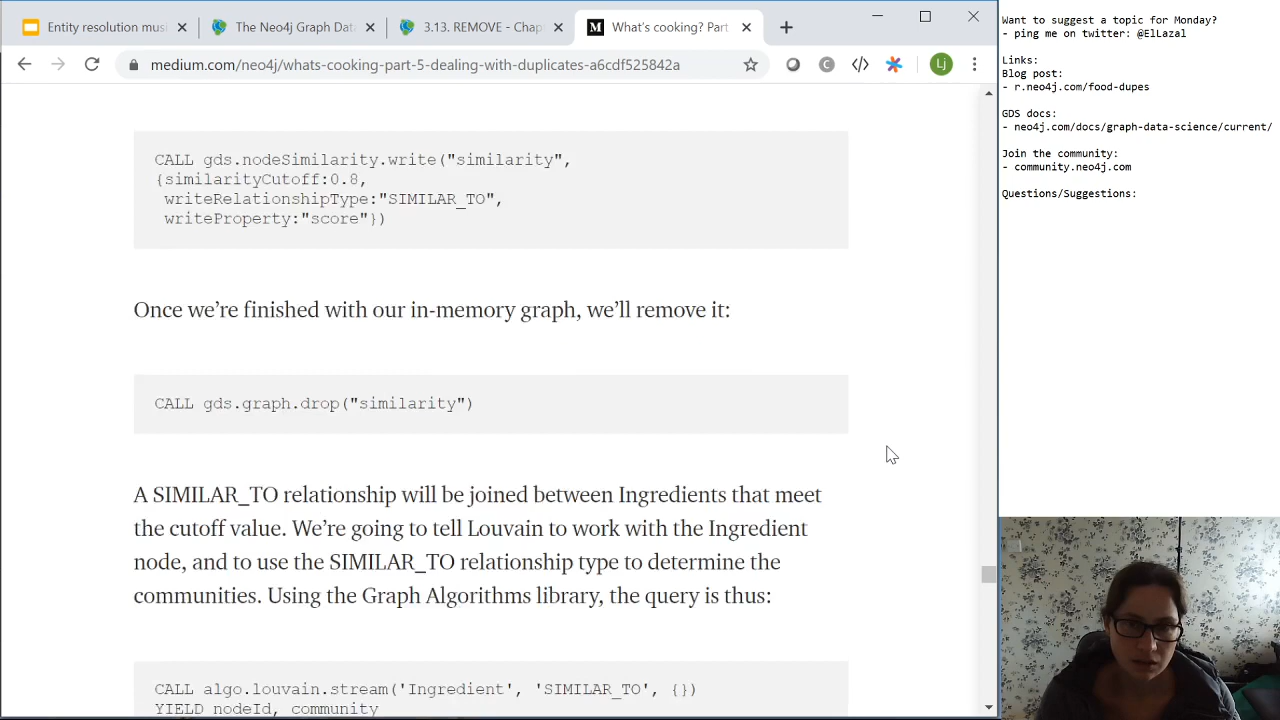 Entity resolution mus
The Neo4j Graph Dat
3.13. REMOVE - Chap
What's cooking? Part
medium.com/neo4j/whats-cooking-part-5-dealing-with-duplicates-a6cdf525842a
Lj
CALL gds.nodeSimilarity.write("similarity",
{similarityCutoff:0.8,
writeRelationshipType:"SIMILAR_TO",
writeProperty:"score"})
Once we're finished with our in-memory graph, we'll remove it:
CALL gds.graph.drop("similarity")
A SIMILAR_TO relationship will be joined between Ingredients that meet
the cutoff value. We're going to tell Louvain to work with the Ingredient
node, and to use the SIMILAR_TO relationship type to determine the
communities. Using the Graph Algorithms library, the query is thus:
CALL algo.louvain.stream('Ingredient', 'SIMILAR_TO', {})
YIELD nodeId, community
Want to suggest a topic for Monday?
- ping me on twitter: @ElLazal
Links:
Blog post:
- r.neo4j.com/food-dupes
GDS docs:
- neo4j.com/docs/graph-data-science/current/
Join the community:
- community.neo4j.com
Questions/Suggestions: